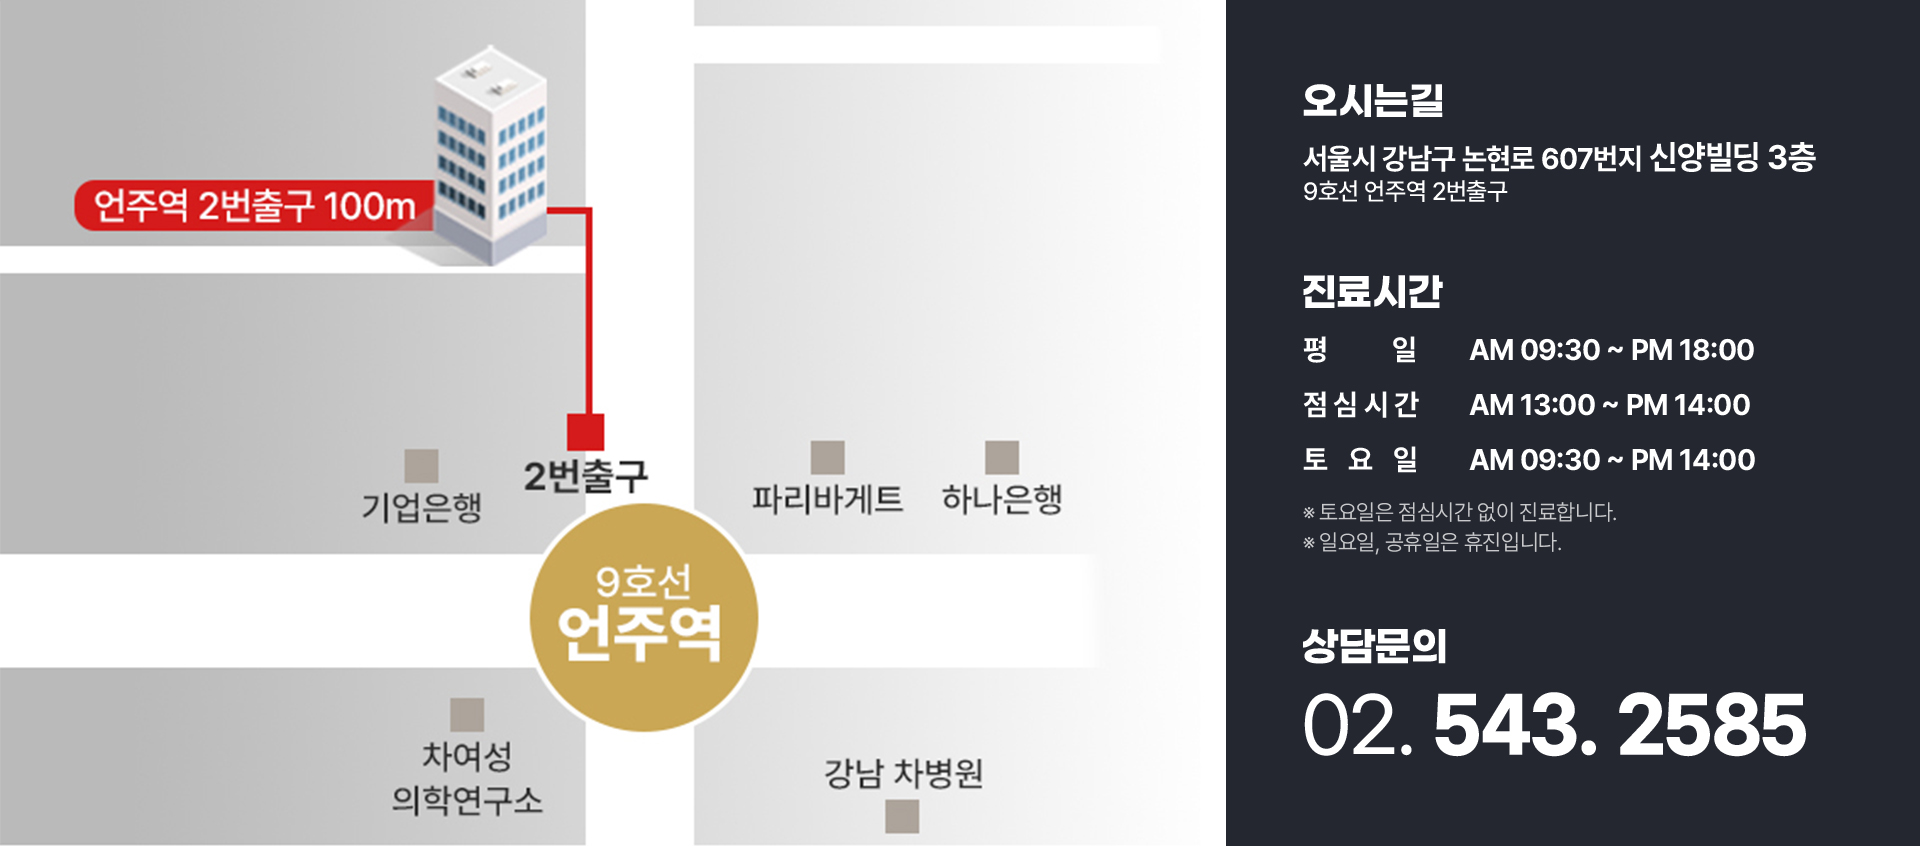 언주역 2번출구 100m
2번출구
기업은행
파리바게트
하나은행
9호선
언주역
차여성
의학연구소
강남 차병원
오시는길
서울시 강남구 논현로 607번지 신양빌딩 3층
9호선 언주역 2번출구
진료시간
평 일 AM 09:30 ~ PM 18:00
점심시간 AM 13:00 ~ PM 14:00
토 요 일 AM 09:30 ~ PM 14:00
※ 토요일은 점심시간 없이 진료합니다.
※ 일요일, 공휴일은 휴진입니다.
상담문의
02. 543. 2585